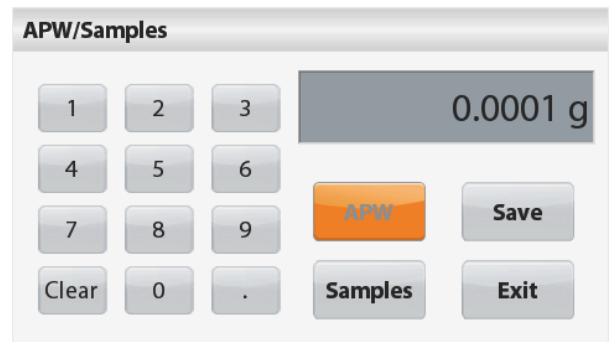 APW/Samples
0.0001 g
1 2 3
4 5 6
7 8 9
Clear 0 .
APW Save
Samples Exit